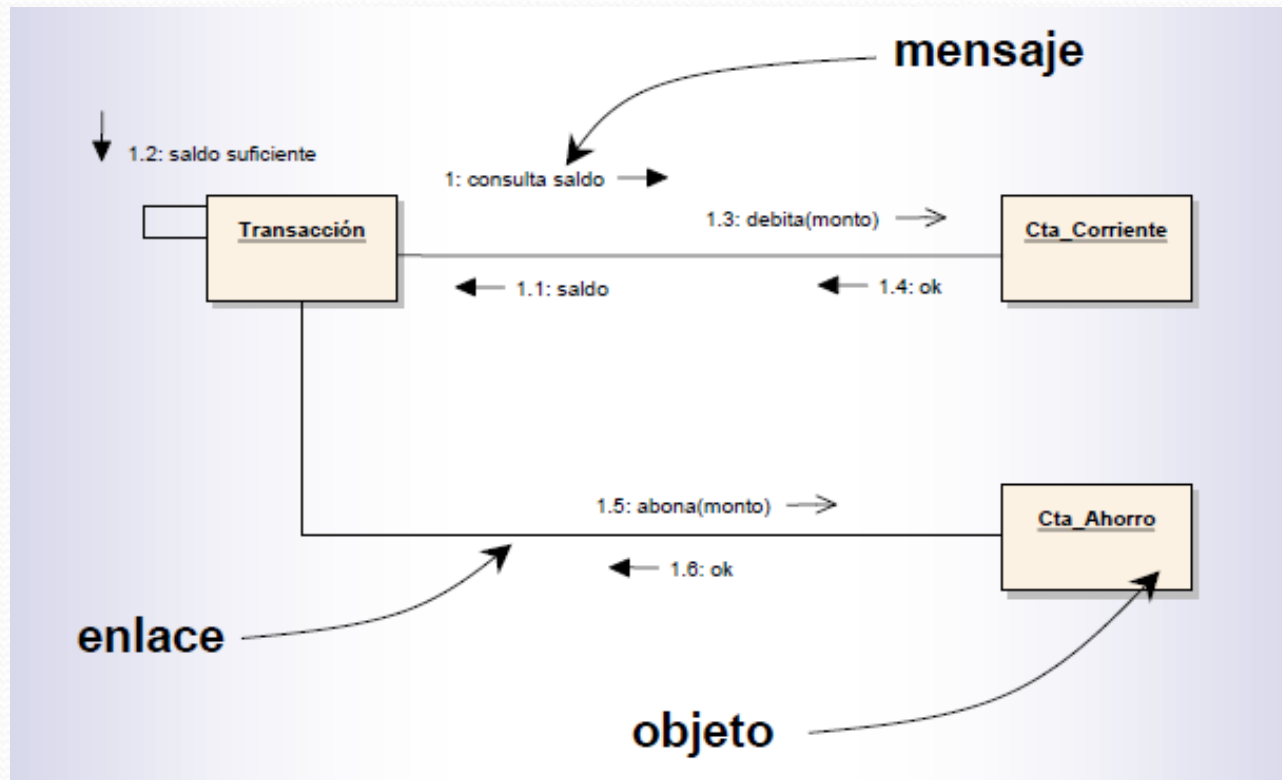 mensaje
1.2: saldo suficiente
1: consulta saldo
Transacción
1.3: debita(monto)
Cta_Corriente
1.1: saldo
1.4: ok
1.5: abona(monto)
Cta_Ahorro
1.6: ok
enlace
objeto